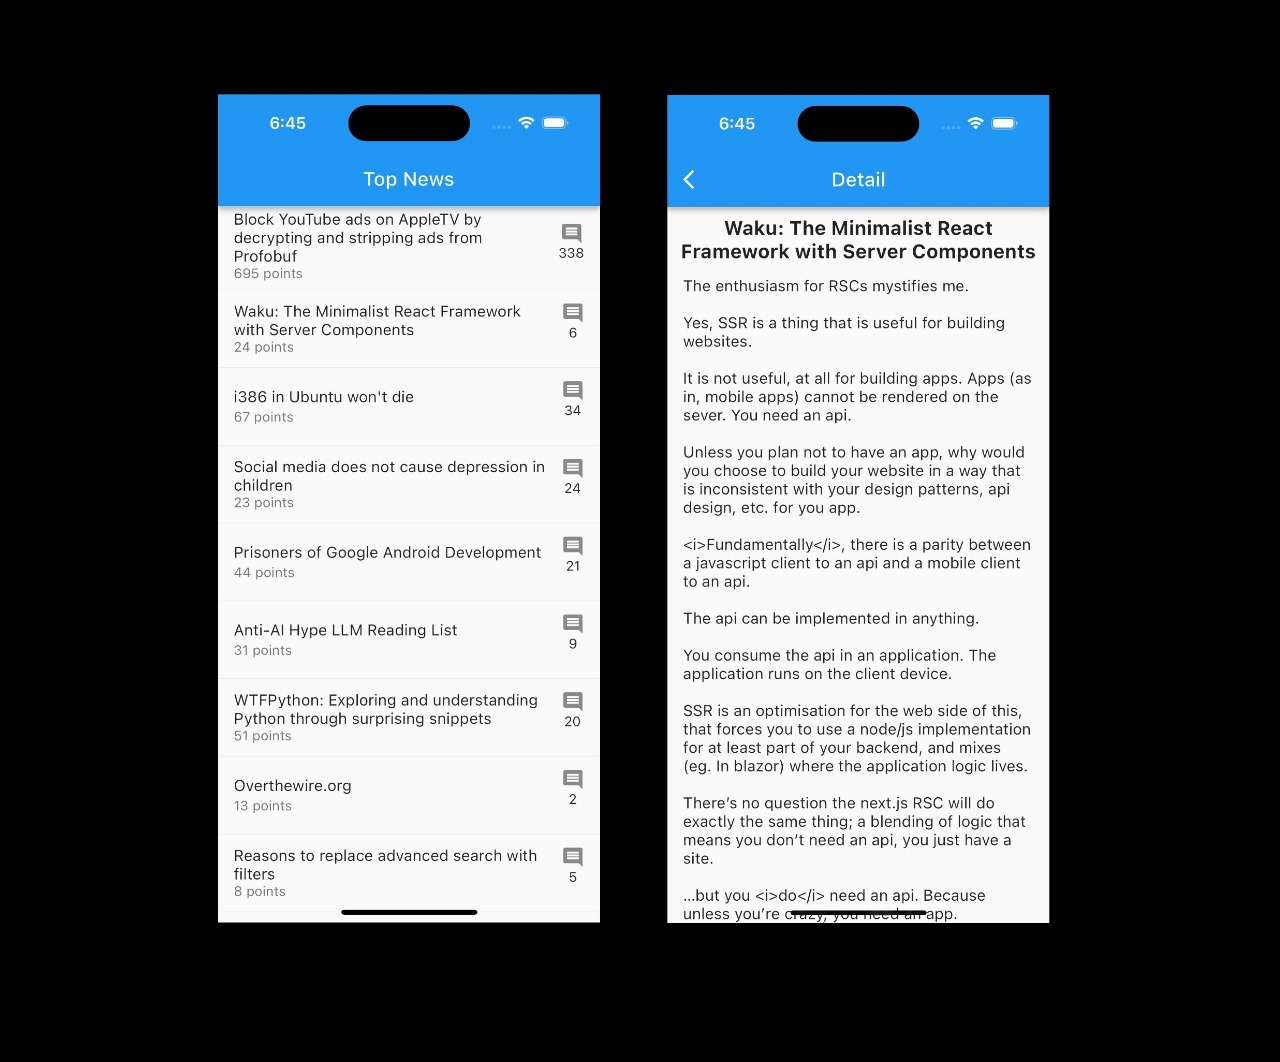 6:45
Top News
Block YouTube ads on AppleTV by
decrypting and stripping ads from
Profobuf
695 points
338
Waku: The Minimalist React Framework
with Server Components
24 points
6
i386 in Ubuntu won't die
67 points
34
Social media does not cause depression in
children
23 points
24
Prisoners of Google Android Development
44 points
21
Anti-AI Hype LLM Reading List
31 points
9
WTFPython: Exploring and understanding
Python through surprising snippets
51 points
20
Overthewire.org
13 points
2
Reasons to replace advanced search with
filters
8 points
5
6:45
Detail
Waku: The Minimalist React
Framework with Server Components
The enthusiasm for RSCs mystifies me.
Yes, SSR is a thing that is useful for building
websites.
It is not useful, at all for building apps. Apps (as
in, mobile apps) cannot be rendered on the
sever. You need an api.
Unless you plan not to have an app, why would
you choose to build your website in a way that
is inconsistent with your design patterns, api
design, etc. for you app.
<i>Fundamentally</i>, there is a parity between
a javascript client to an api and a mobile client
to an api.
The api can be implemented in anything.
You consume the api in an application. The
application runs on the client device.
SSR is an optimisation for the web side of this,
that forces you to use a node/js implementation
for at least part of your backend, and mixes
(eg. In blazor) where the application logic lives.
There’s no question the next.js RSC will do
exactly the same thing; a blending of logic that
means you don’t need an api, you just have a
site.
…but you <i>do</i> need an api. Because
unless you’re crazy, you need an app.